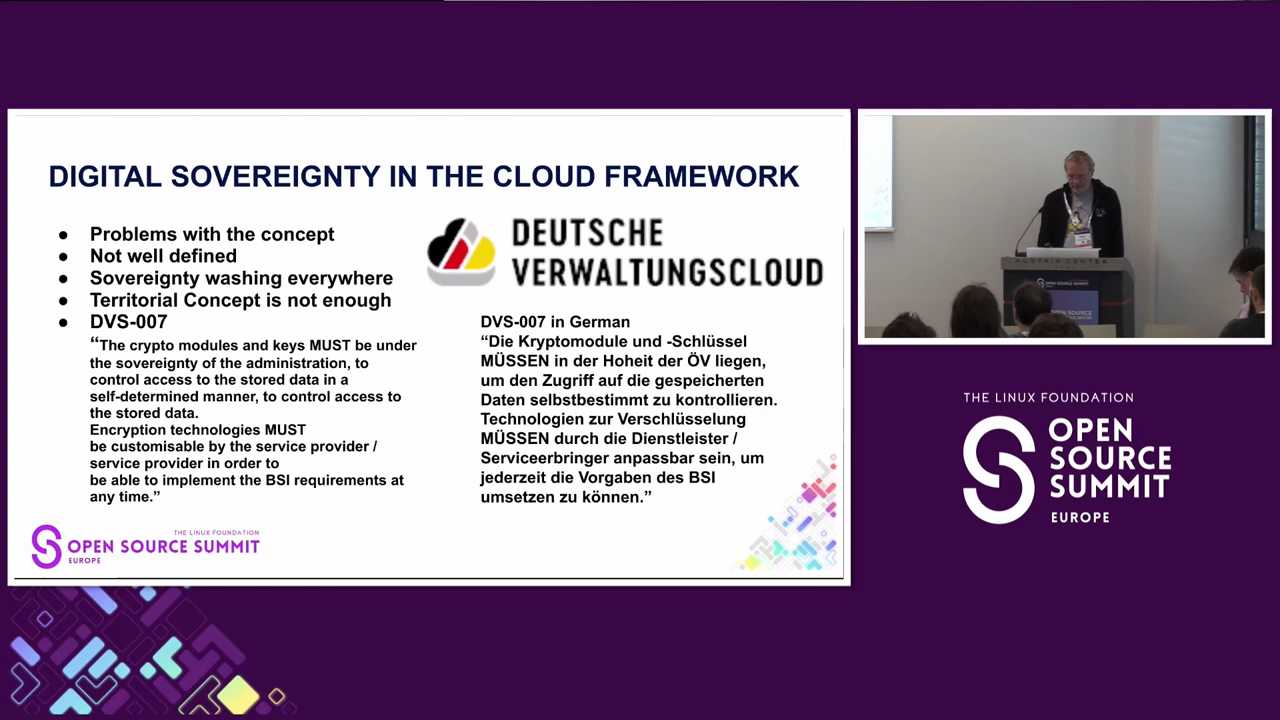 DIGITAL SOVEREIGNTY IN THE CLOUD FRAMEWORK
● Problems with the concept
● Not well defined
● Sovereignty washing everywhere
● Territorial Concept is not enough
● DVS-007
“The crypto modules and keys MUST be under
the sovereignty of the administration, to
control access to the stored data in a
self-determined manner, to control access to
the stored data.
Encryption technologies MUST
be customisable by the service provider /
service provider in order to
be able to implement the BSI requirements at
any time.”
DEUTSCHE
VERWALTUNGSCLOUD
DVS-007 in German
“Die Kryptomodule und -Schlüssel
MÜSSEN in der Hoheit der ÖV liegen,
um den Zugriff auf die gespeicherten
Daten selbstbestimmt zu kontrollieren.
Technologien zur Verschlüsselung
MÜSSEN durch die Dienstleister /
Serviceerbringer anpassbar sein, um
jederzeit die Vorgaben des BSI
umsetzen zu können.”
THE LINUX FOUNDATION
OPEN SOURCE SUMMIT
EUROPE
AUSTRIA CENTER
OPEN SOURCE
SUMMIT
OPEN SOURCE
THE LINUX FOUNDATION
OPEN
SOURCE
SUMMIT
EUROPE